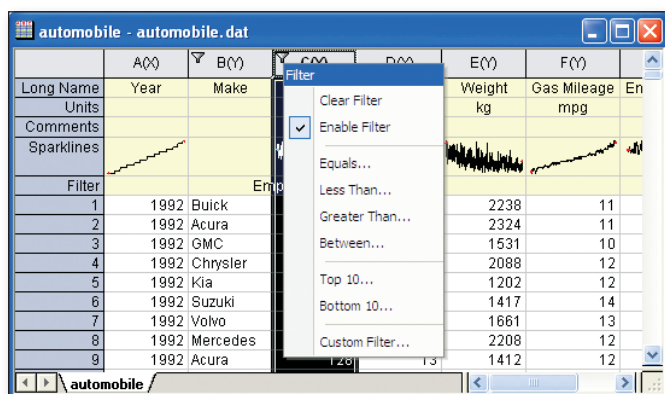 automobile - automobile.dat
A(X) B(Y) C(Y) D(Y) E(Y) F(Y)
Filter
Long Name Year Make Weight Gas Mileage En
Units kg mpg
Comments
Sparklines
Filter Emp
Clear Filter
Enable Filter
Equals...
Less Than...
Greater Than...
Between...
Top 10...
Bottom 10...
Custom Filter...
1 1992 Buick 2238 11
2 1992 Acura 2324 11
3 1992 GMC 1531 10
4 1992 Chrysler 2088 12
5 1992 Kia 1202 12
6 1992 Suzuki 1417 14
7 1992 Volvo 1661 13
8 1992 Mercedes 2208 12
9 1992 Acura 128 13 1412 12
automobile